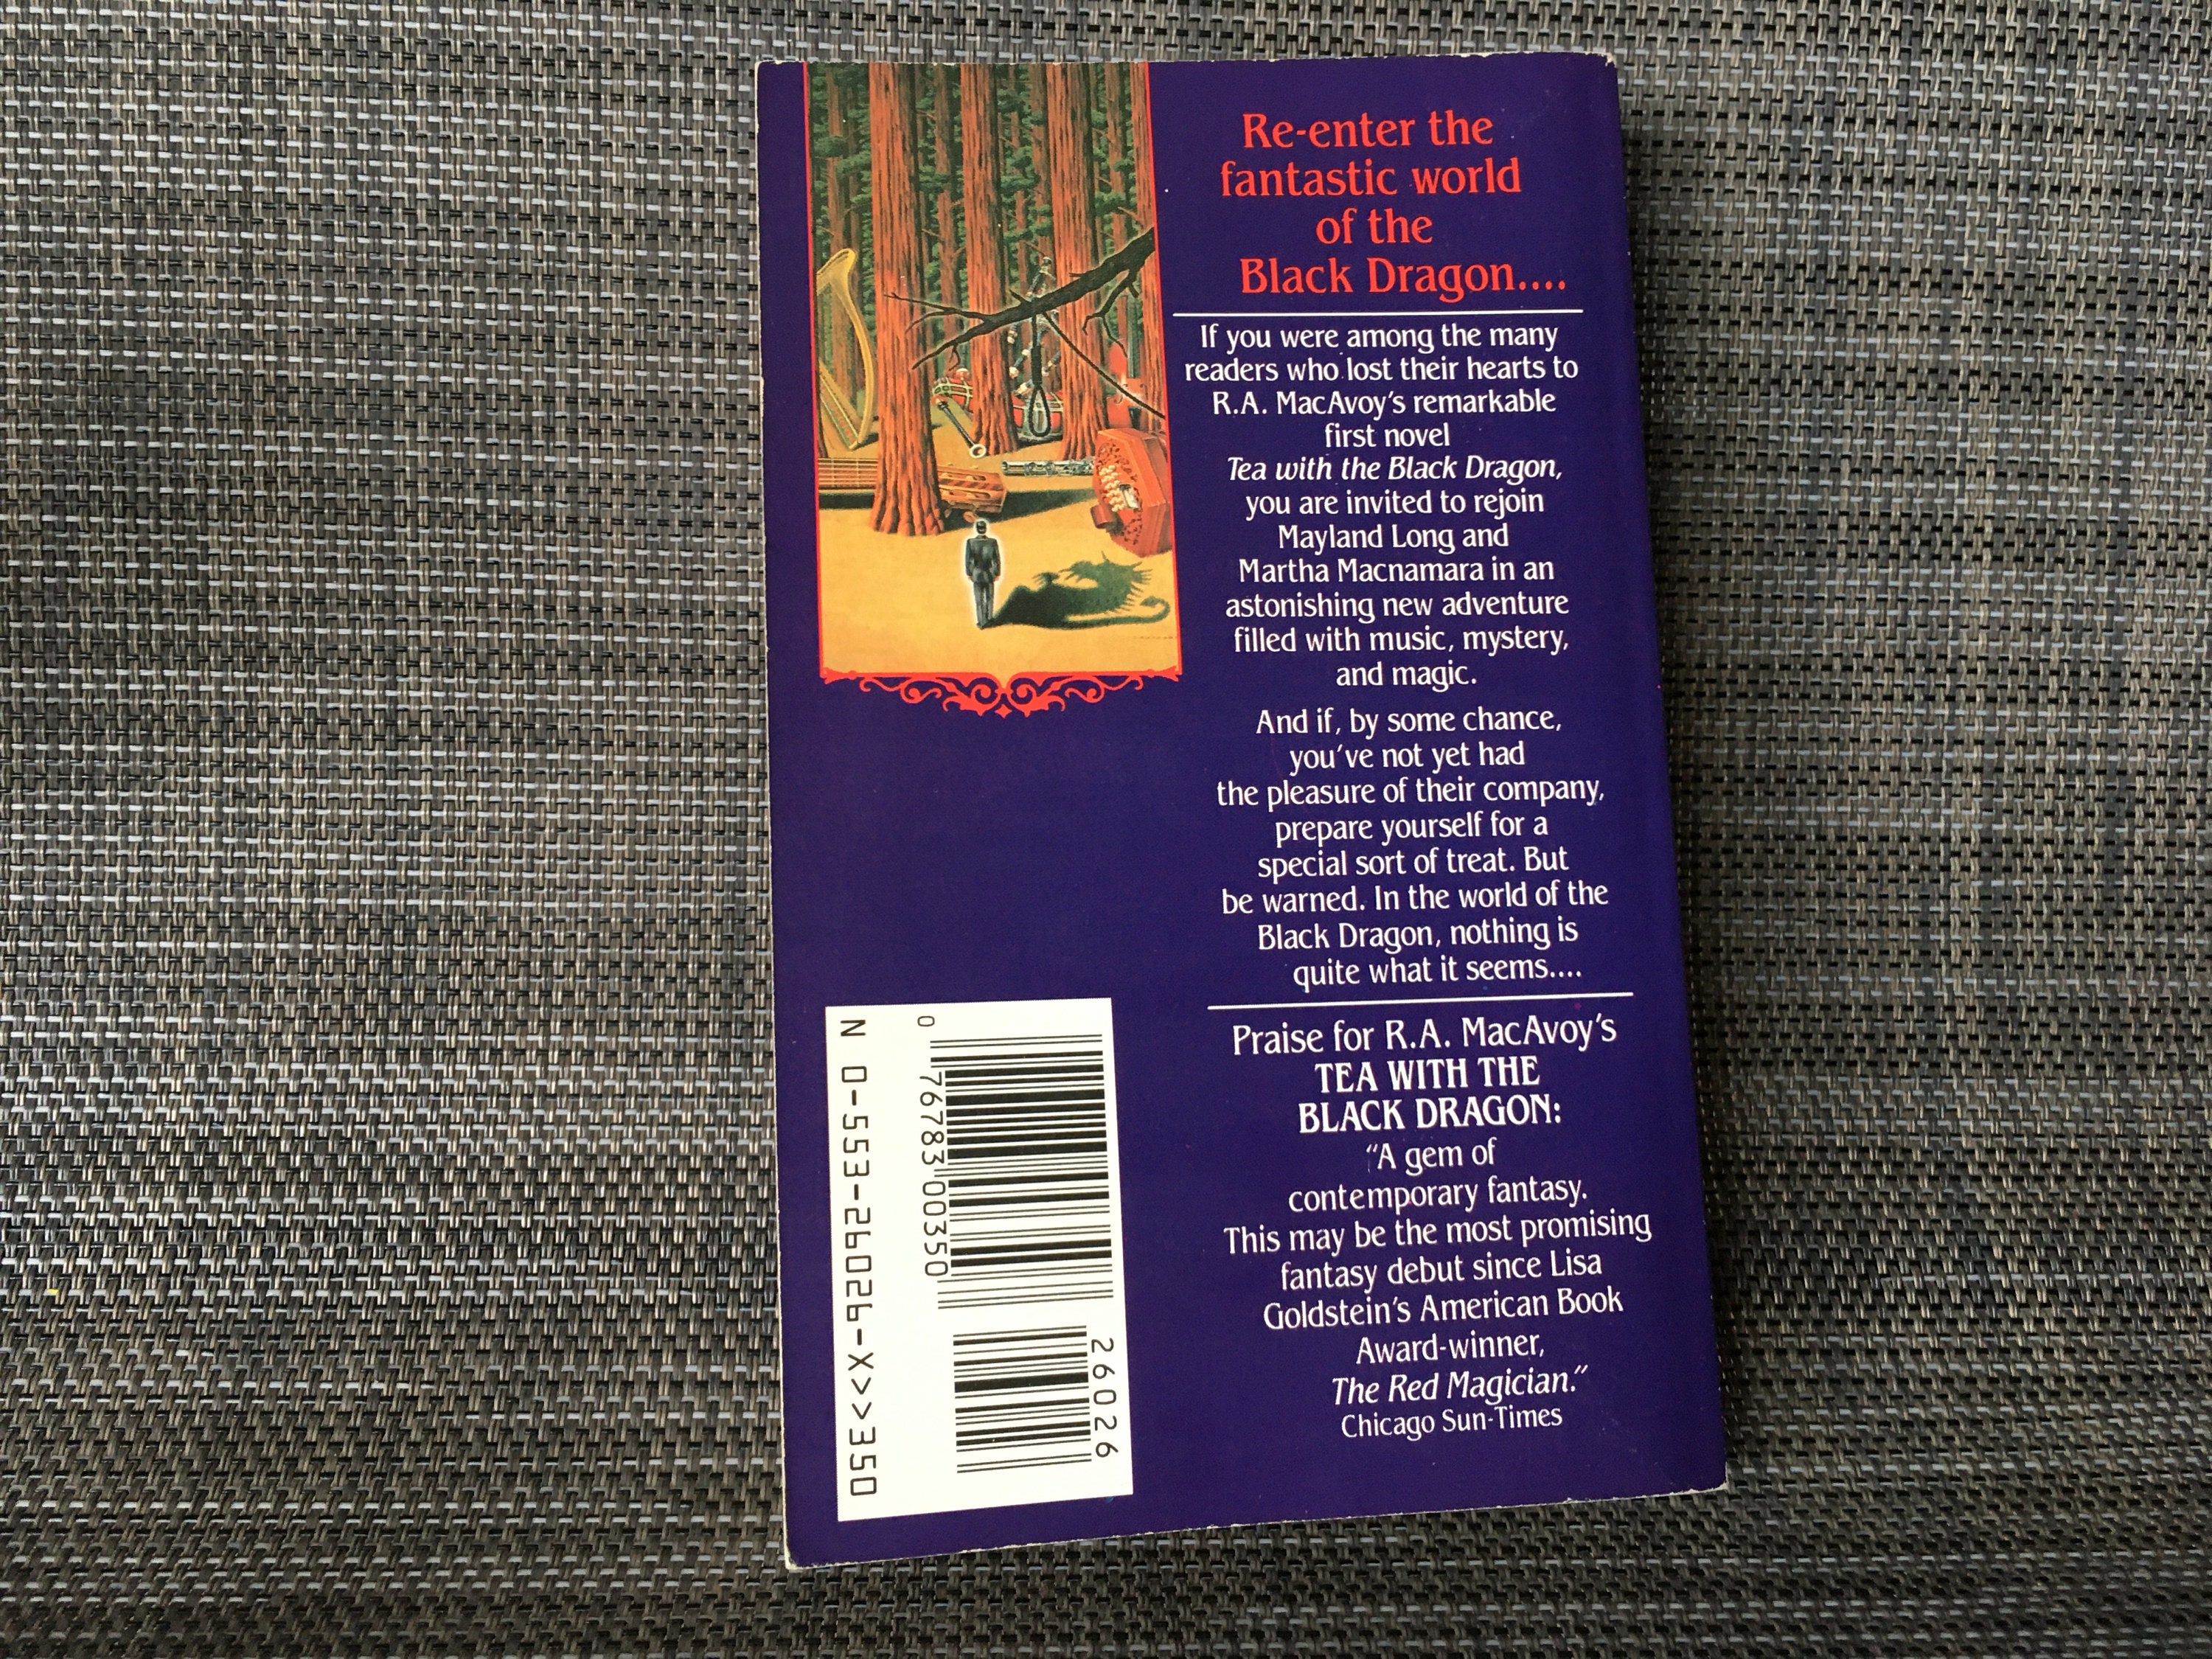 Re-enter the
fantastic world
of the
Black Dragon....
If you were among the many
readers who lost their hearts to
R.A. MacAvoy's remarkable
first novel
Tea with the Black Dragon,
you are invited to rejoin
Mayland Long and
Martha Macnamara in an
astonishing new adventure
filled with music, mystery,
and magic.
And if, by some chance,
you've not yet had
the pleasure of their company,
prepare yourself for a
special sort of treat. But
be warned. In the world of the
Black Dragon, nothing is
quite what it seems....
Praise for R.A. MacAvoy's
TEA WITH THE
BLACK DRAGON:
"A gem of
contemporary fantasy.
This may be the most promising
fantasy debut since Lisa
Goldstein's American Book
Award-winner,
The Red Magician."
Chicago Sun-Times
0 76783 00350
26026
N 0-553-26026-X>>350